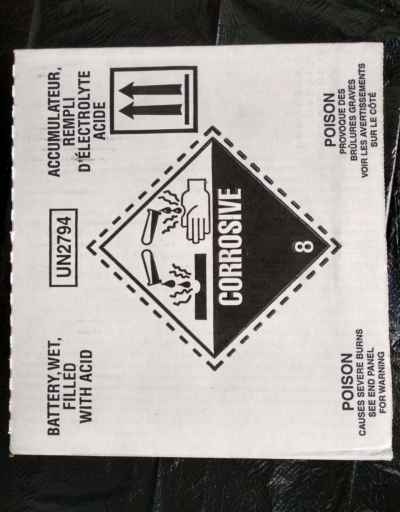 BATTERY, WET,
FILLED
WITH ACID
UN2794
ACCUMULATEUR,
REMPLI
D'ÉLECTROLYTE
ACIDE
CORROSIVE
8
POISON
CAUSES SEVERE BURNS
SEE END PANEL
FOR WARNING
POISON
PROVOQUE DES
BRÛLURES GRAVES
VOIR LES AVERTISSEMENTS
SUR LE CÔTÉ